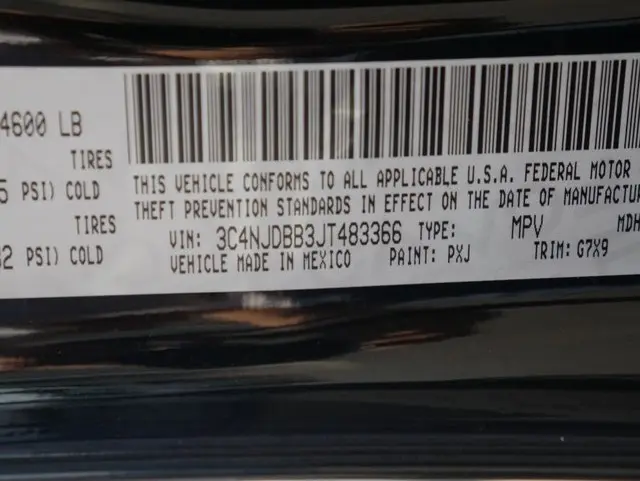 4600 LB
TIRES
5 PSI) COLD
TIRES
32 PSI) COLD
THIS VEHICLE CONFORMS TO ALL APPLICABLE U.S.A. FEDERAL MOTOR
THEFT PREVENTION STANDARDS IN EFFECT ON THE DATE OF MANUFACTU
VIN: 3C4NJDBB3JT483366 TYPE: MPV MDH
VEHICLE MADE IN MEXICO PAINT: PXJ TRIM: G7X9